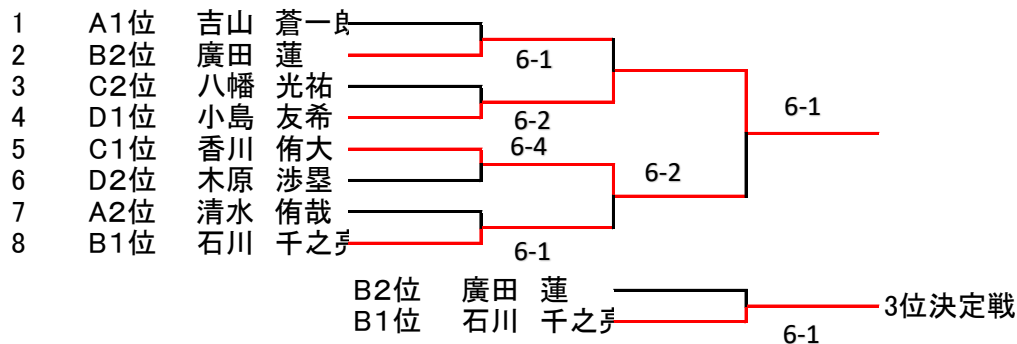 1 A1位 吉山 蒼一郎
2 B2位 廣田 蓮
6-1
3 C2位 八幡 光祐
4 D1位 小島 友希
6-2
6-1
5 C1位 香川 侑大
6-4
6 D2位 木原 渉塁
6-2
7 A2位 清水 侑哉
8 B1位 石川 千之亮
6-1
B2位 廣田 蓮
B1位 石川 千之亮
3位決定戦
6-1